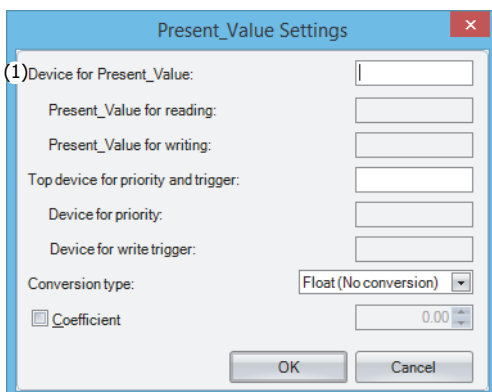 Present_Value Settings
×
(1) Device for Present_Value:
Present_Value for reading:
Present_Value for writing:
Top device for priority and trigger:
Device for priority:
Device for write trigger:
Conversion type: Float (No conversion)
Coefficient 0.00
OK Cancel